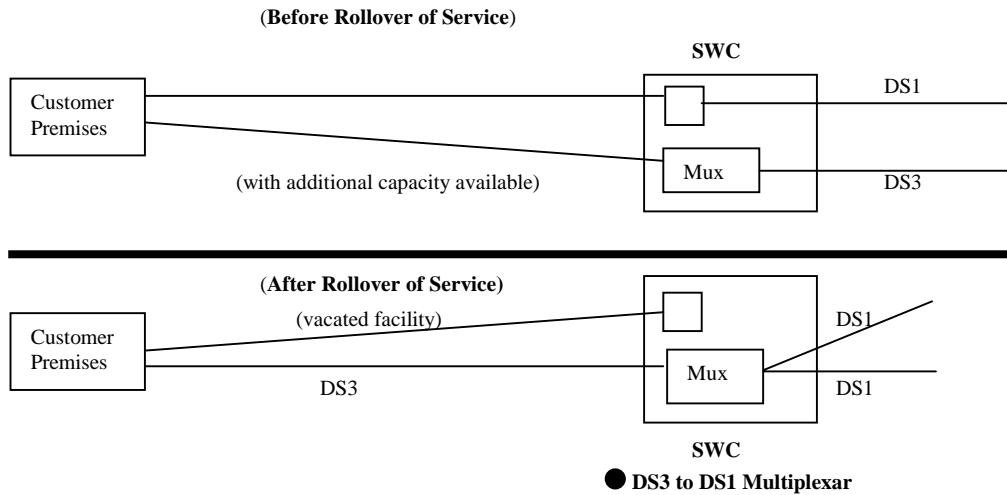 (Before Rollover of Service)
SWC
Customer
Premises
DS1
Mux
(with additional capacity available)
DS3
(After Rollover of Service)
(vacated facility)
Customer
Premises
DS1
Mux
DS3
DS1
SWC
● DS3 to DS1 Multiplexar